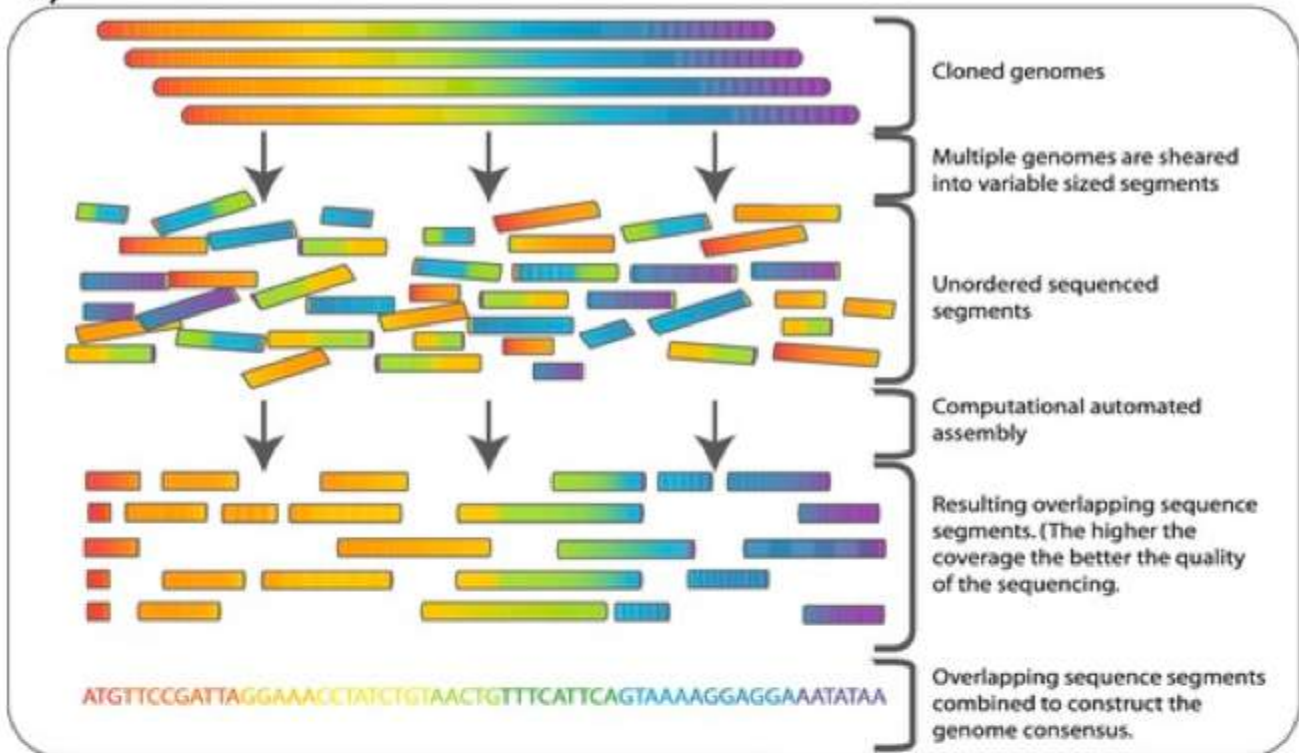 Cloned genomes
Multiple genomes are sheared
into variable sized segments
Unordered sequenced
segments
Computational automated
assembly
Resulting overlapping sequence
segments. (The higher the
coverage the better the quality
of the sequencing.
ATGTTCCGATTAGGAAACCTATCTGTAACTGTTTCATTCAGTAAAAGGAGGAAATATAA
Overlapping sequence segments
combined to construct the
genome consensus.